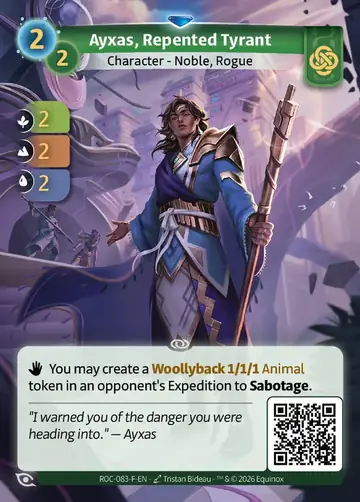 2
2
Ayxas, Repented Tyrant
Character - Noble, Rogue
2
2
2
You may create a Woollyback 1/1/1 Animal
token in an opponent's Expedition to Sabotage.
"I warned you of the danger you were
heading into." — Ayxas
ROC-083-F-EN - Tristan Bideau - ™ & © 2026 Equinox